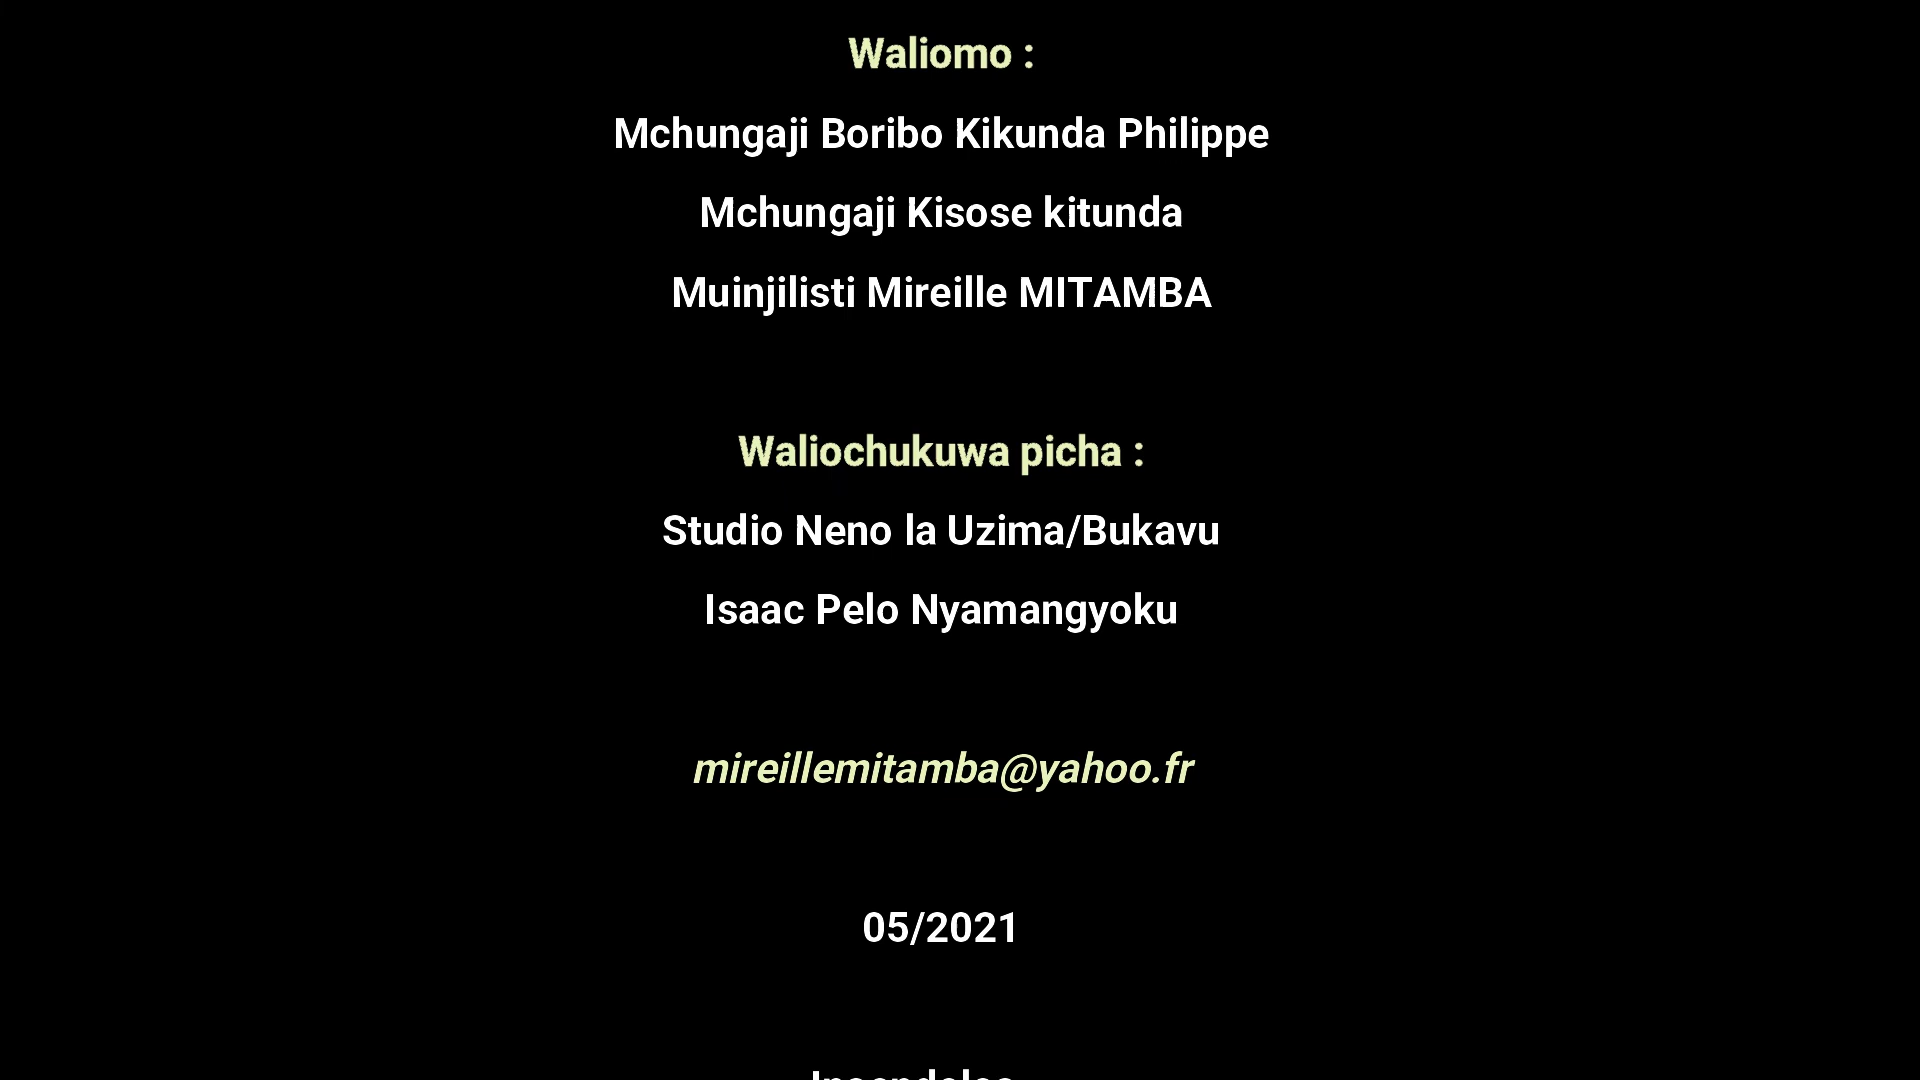 Waliomo :
Mchungaji Boribo Kikunda Philippe
Mchungaji Kisose kitunda
Muinjilisti Mireille MITAMBA
Waliochukuwa picha :
Studio Neno la Uzima/Bukavu
Isaac Pelo Nyamangyoku
mireillemitamba@yahoo.fr
05/2021